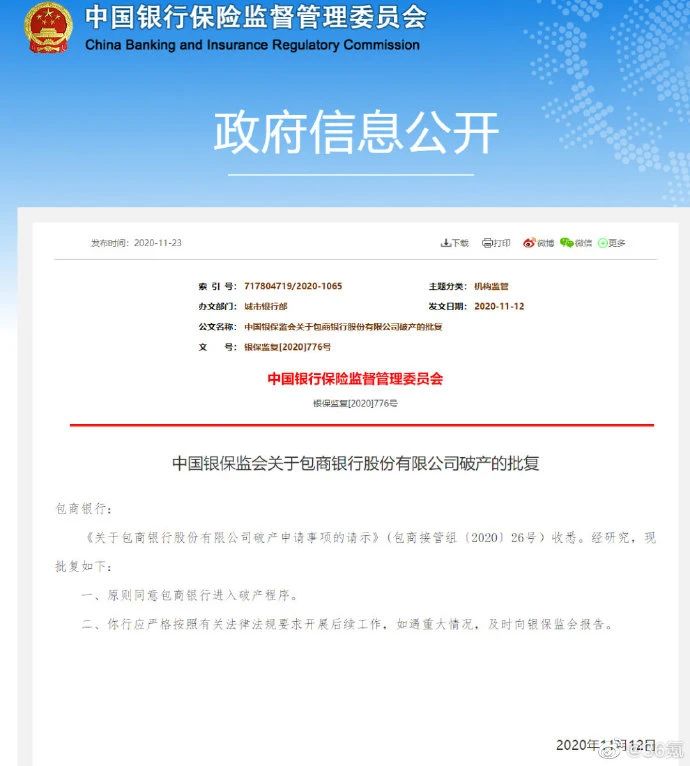 中国银行保险监督管理委员会
China Banking and Insurance Regulatory Commission
政府信息公开
发布时间：2020-11-23 下载 打印 微博 微信 更多
索 引 号： 717804719/2020-1065 主题分类： 机构监管
办文部门： 城市银行部 发文日期： 2020-11-12
公文名称： 中国银保监会关于包商银行股份有限公司破产的批复
文 号： 银保监复[2020]776号
中国银行保险监督管理委员会
银保监复[2020]776号
中国银保监会关于包商银行股份有限公司破产的批复
包商银行：
《关于包商银行股份有限公司破产申请事项的请示》(包商接管组〔2020〕26号）收悉。经研究，现
批复如下：
一、原则同意包商银行进入破产程序。
二、你行应严格按照有关法律法规要求开展后续工作，如遇重大情况，及时向银保监会报告。
2020年11月12日
@36氪